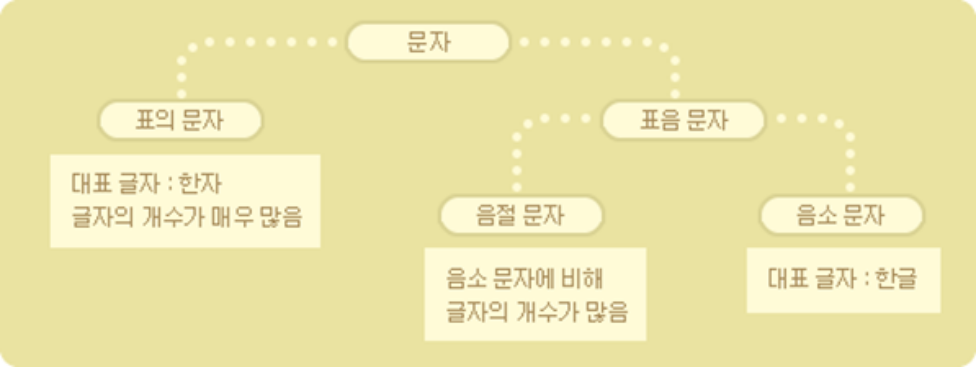 문자
표의 문자
표음 문자
대표 글자 : 한자
글자의 개수가 매우 많음
음절 문자
음소 문자
음소 문자에 비해
글자의 개수가 많음
대표 글자 : 한글